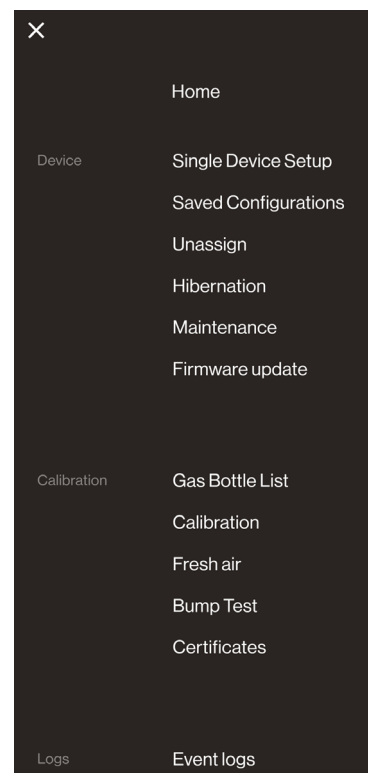 Home
Device Single Device Setup
Saved Configurations
Unassign
Hibernation
Maintenance
Firmware update
Calibration Gas Bottle List
Calibration
Fresh air
Bump Test
Certificates
Logs Event logs